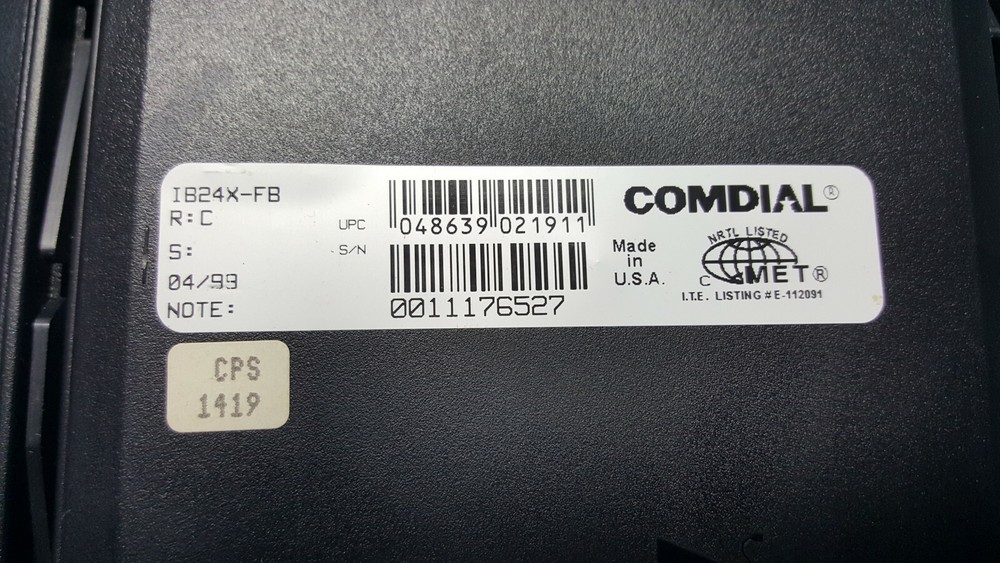 IB24X-FB
R:C
S:
04/99
NOTE:
UPC
048639 021911
S/N
0011176527
COMDIAL®
Made
in
U.S.A.
NRTL LISTED
C MET®
I.T.E. LISTING # E-112091
CPS
1419